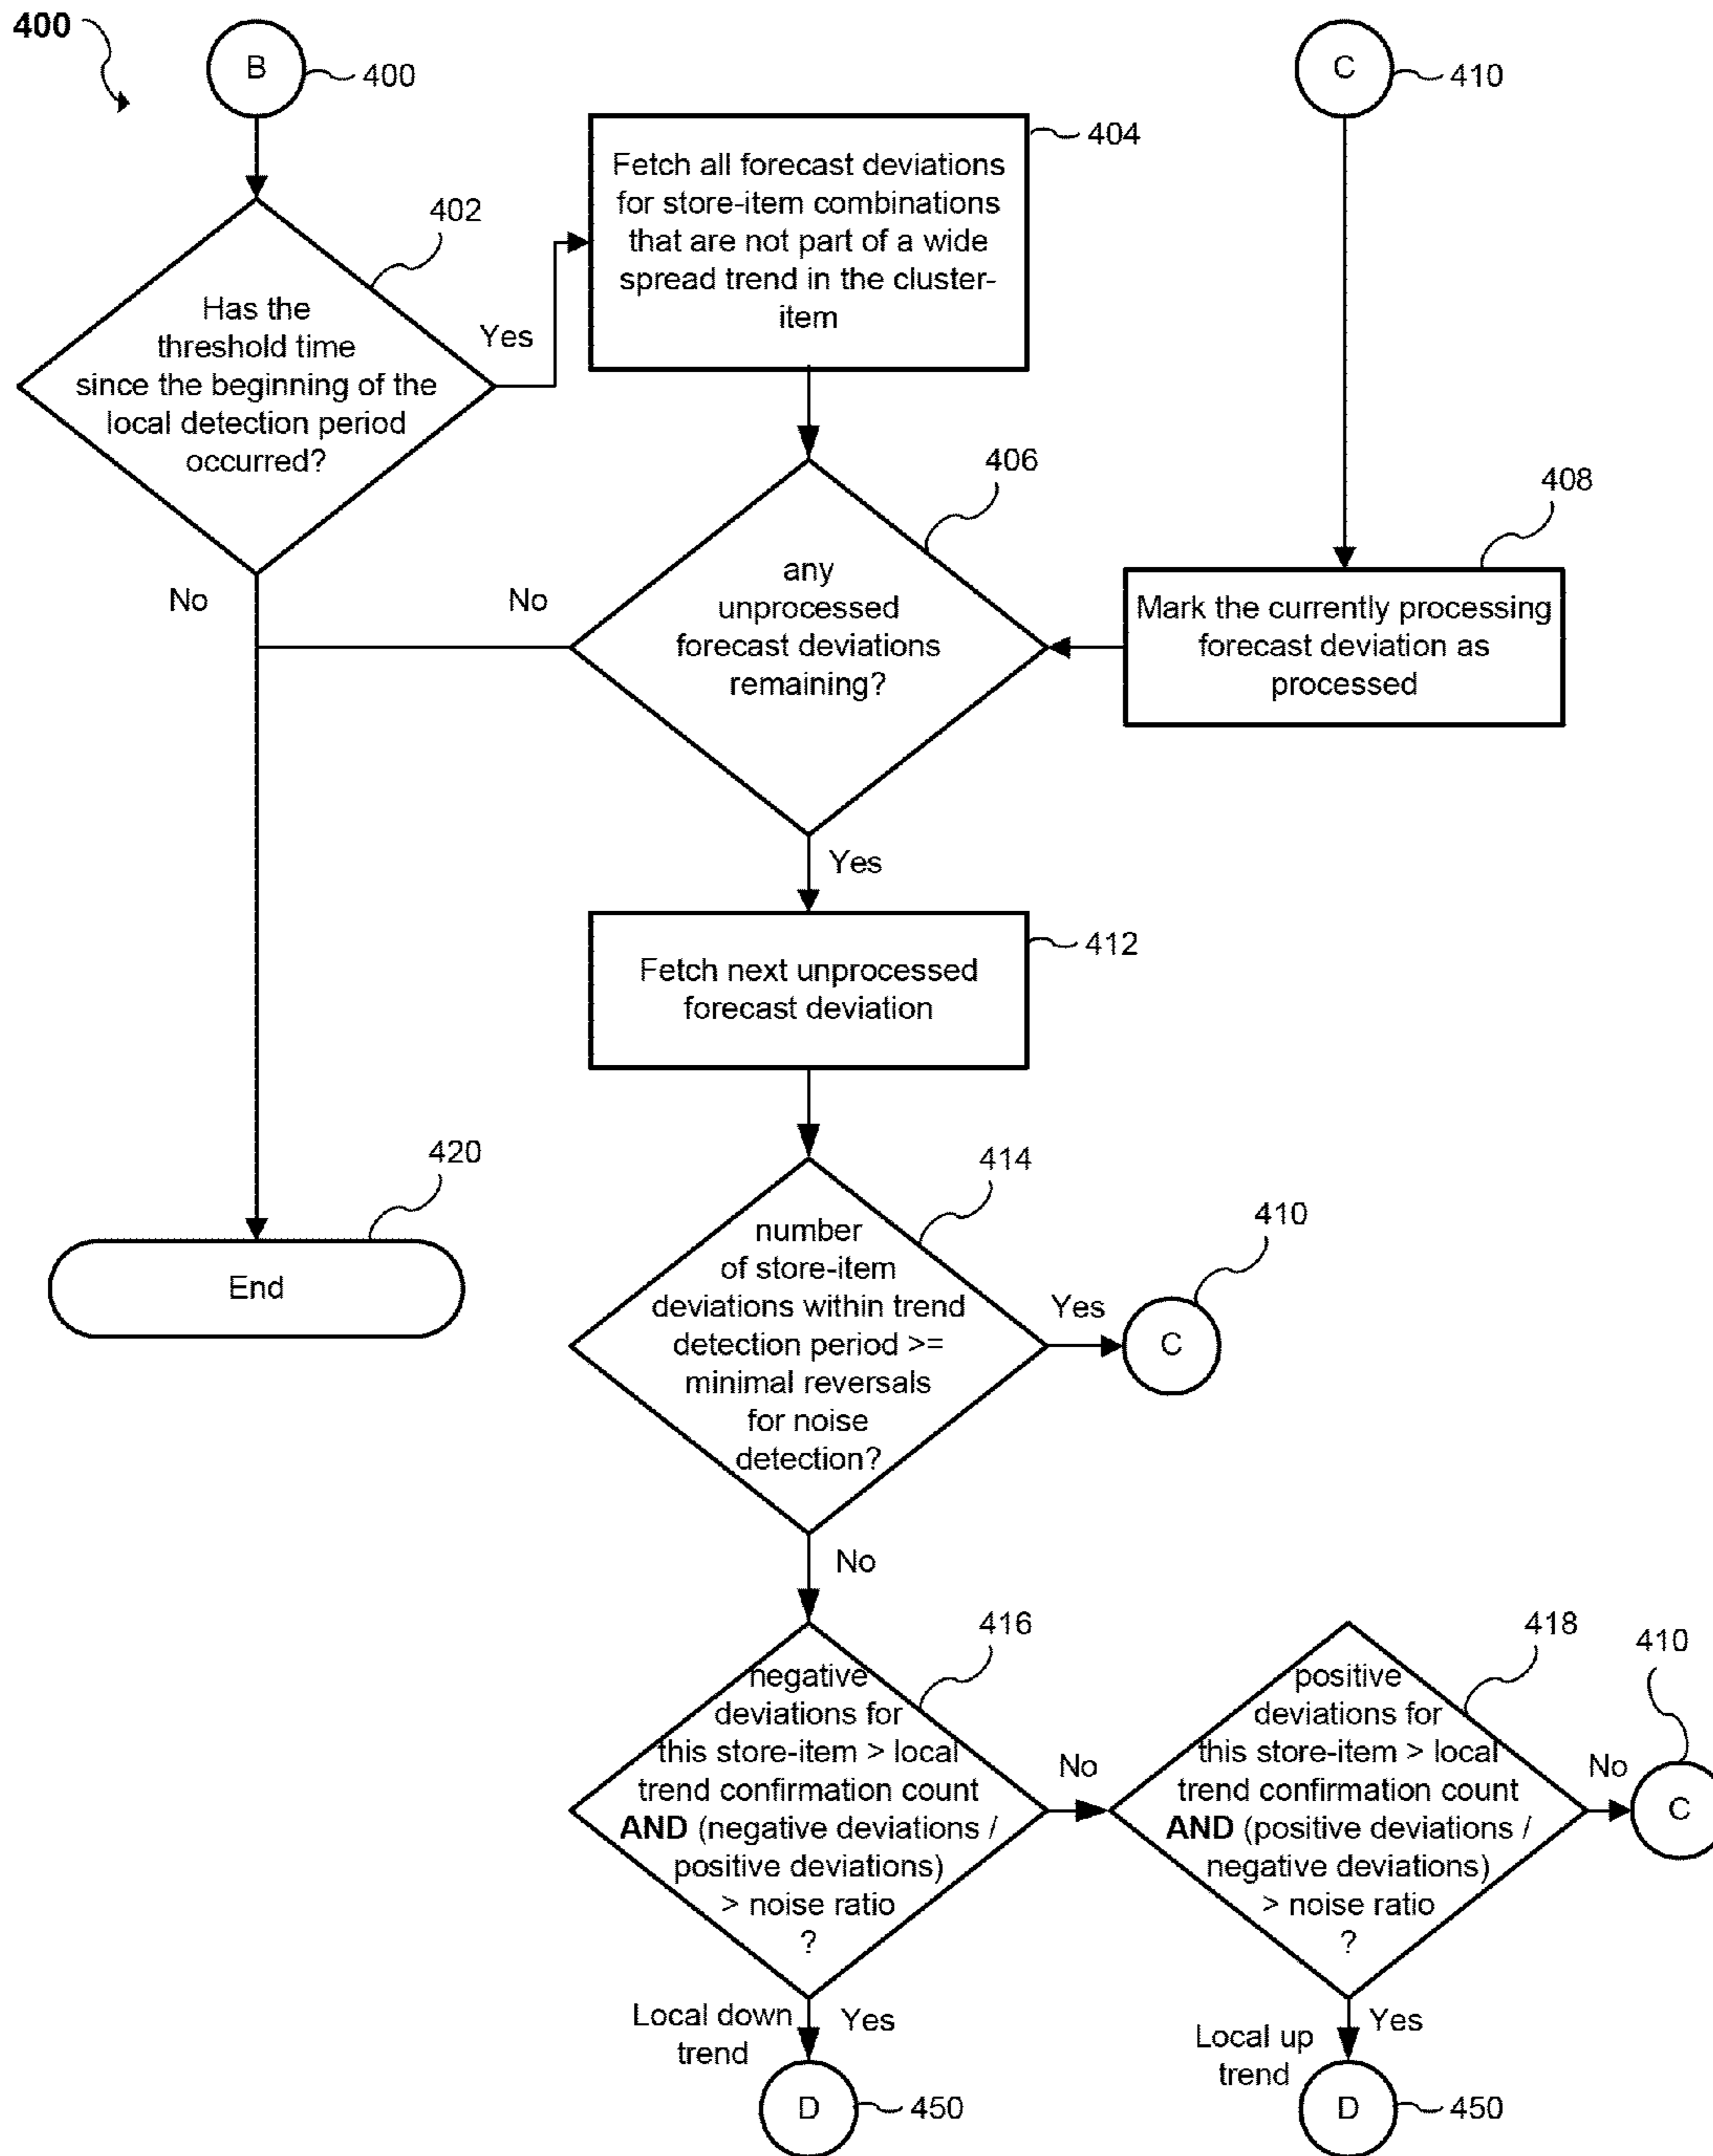 400
B
400
C
410
404
Fetch all forecast deviations
for store-item combinations
that are not part of a wide
spread trend in the cluster-
item
402
Has the
threshold time
since the beginning of the
local detection period
occurred?
Yes
No
406
any
unprocessed
forecast deviations
remaining?
No
Yes
408
Mark the currently processing
forecast deviation as
processed
412
Fetch next unprocessed
forecast deviation
420
End
414
number
of store-item
deviations within trend
detection period >=
minimal reversals
for noise
detection?
Yes
410
C
No
416
negative
deviations for
this store-item > local
trend confirmation count
AND (negative deviations /
positive deviations)
> noise ratio
?
No
418
positive
deviations for
this store-item > local
trend confirmation count
AND (positive deviations /
negative deviations)
> noise ratio
?
No
410
C
Local down
trend
Yes
D
450
Local up
trend
Yes
D
450